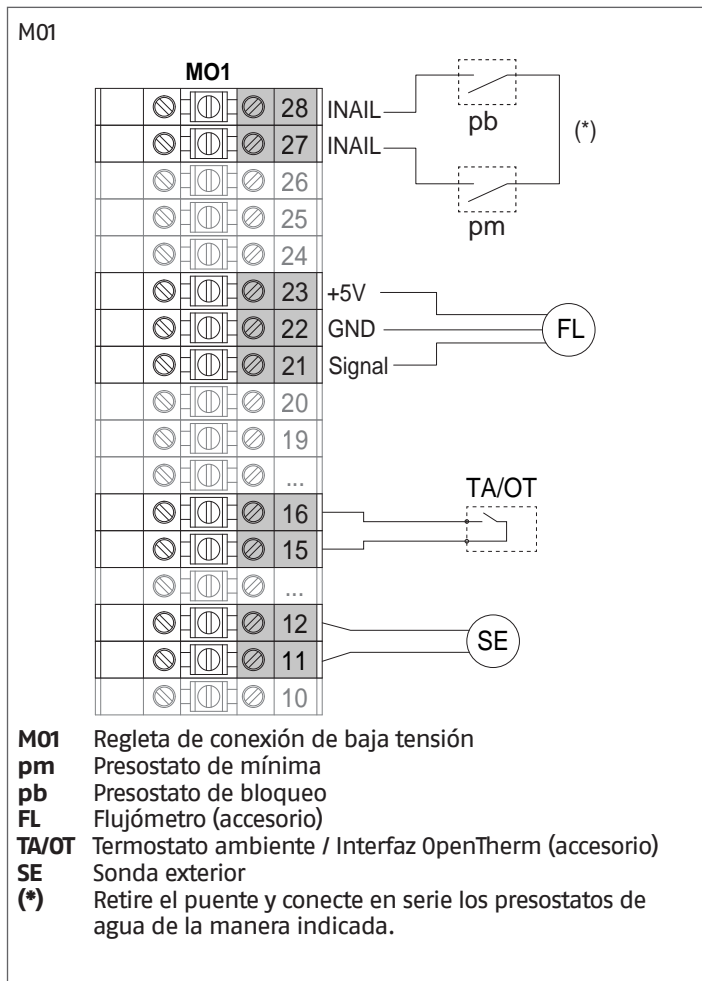 M01
MO1
28 INAIL
pb
(*)
27 INAIL
26
pm
25
24
23 +5V
22 GND
FL
21 Signal
20
19
...
TA/OT
16
15
...
12
SE
11
10
M01 Regleta de conexión de baja tensión
pm Presostato de mínima
pb Presostato de bloqueo
FL Flujómetro (accesorio)
TA/OT Termostato ambiente / Interfaz OpenTherm (accesorio)
SE Sonda exterior
(*) Retire el puente y conecte en serie los presostatos de
agua de la manera indicada.